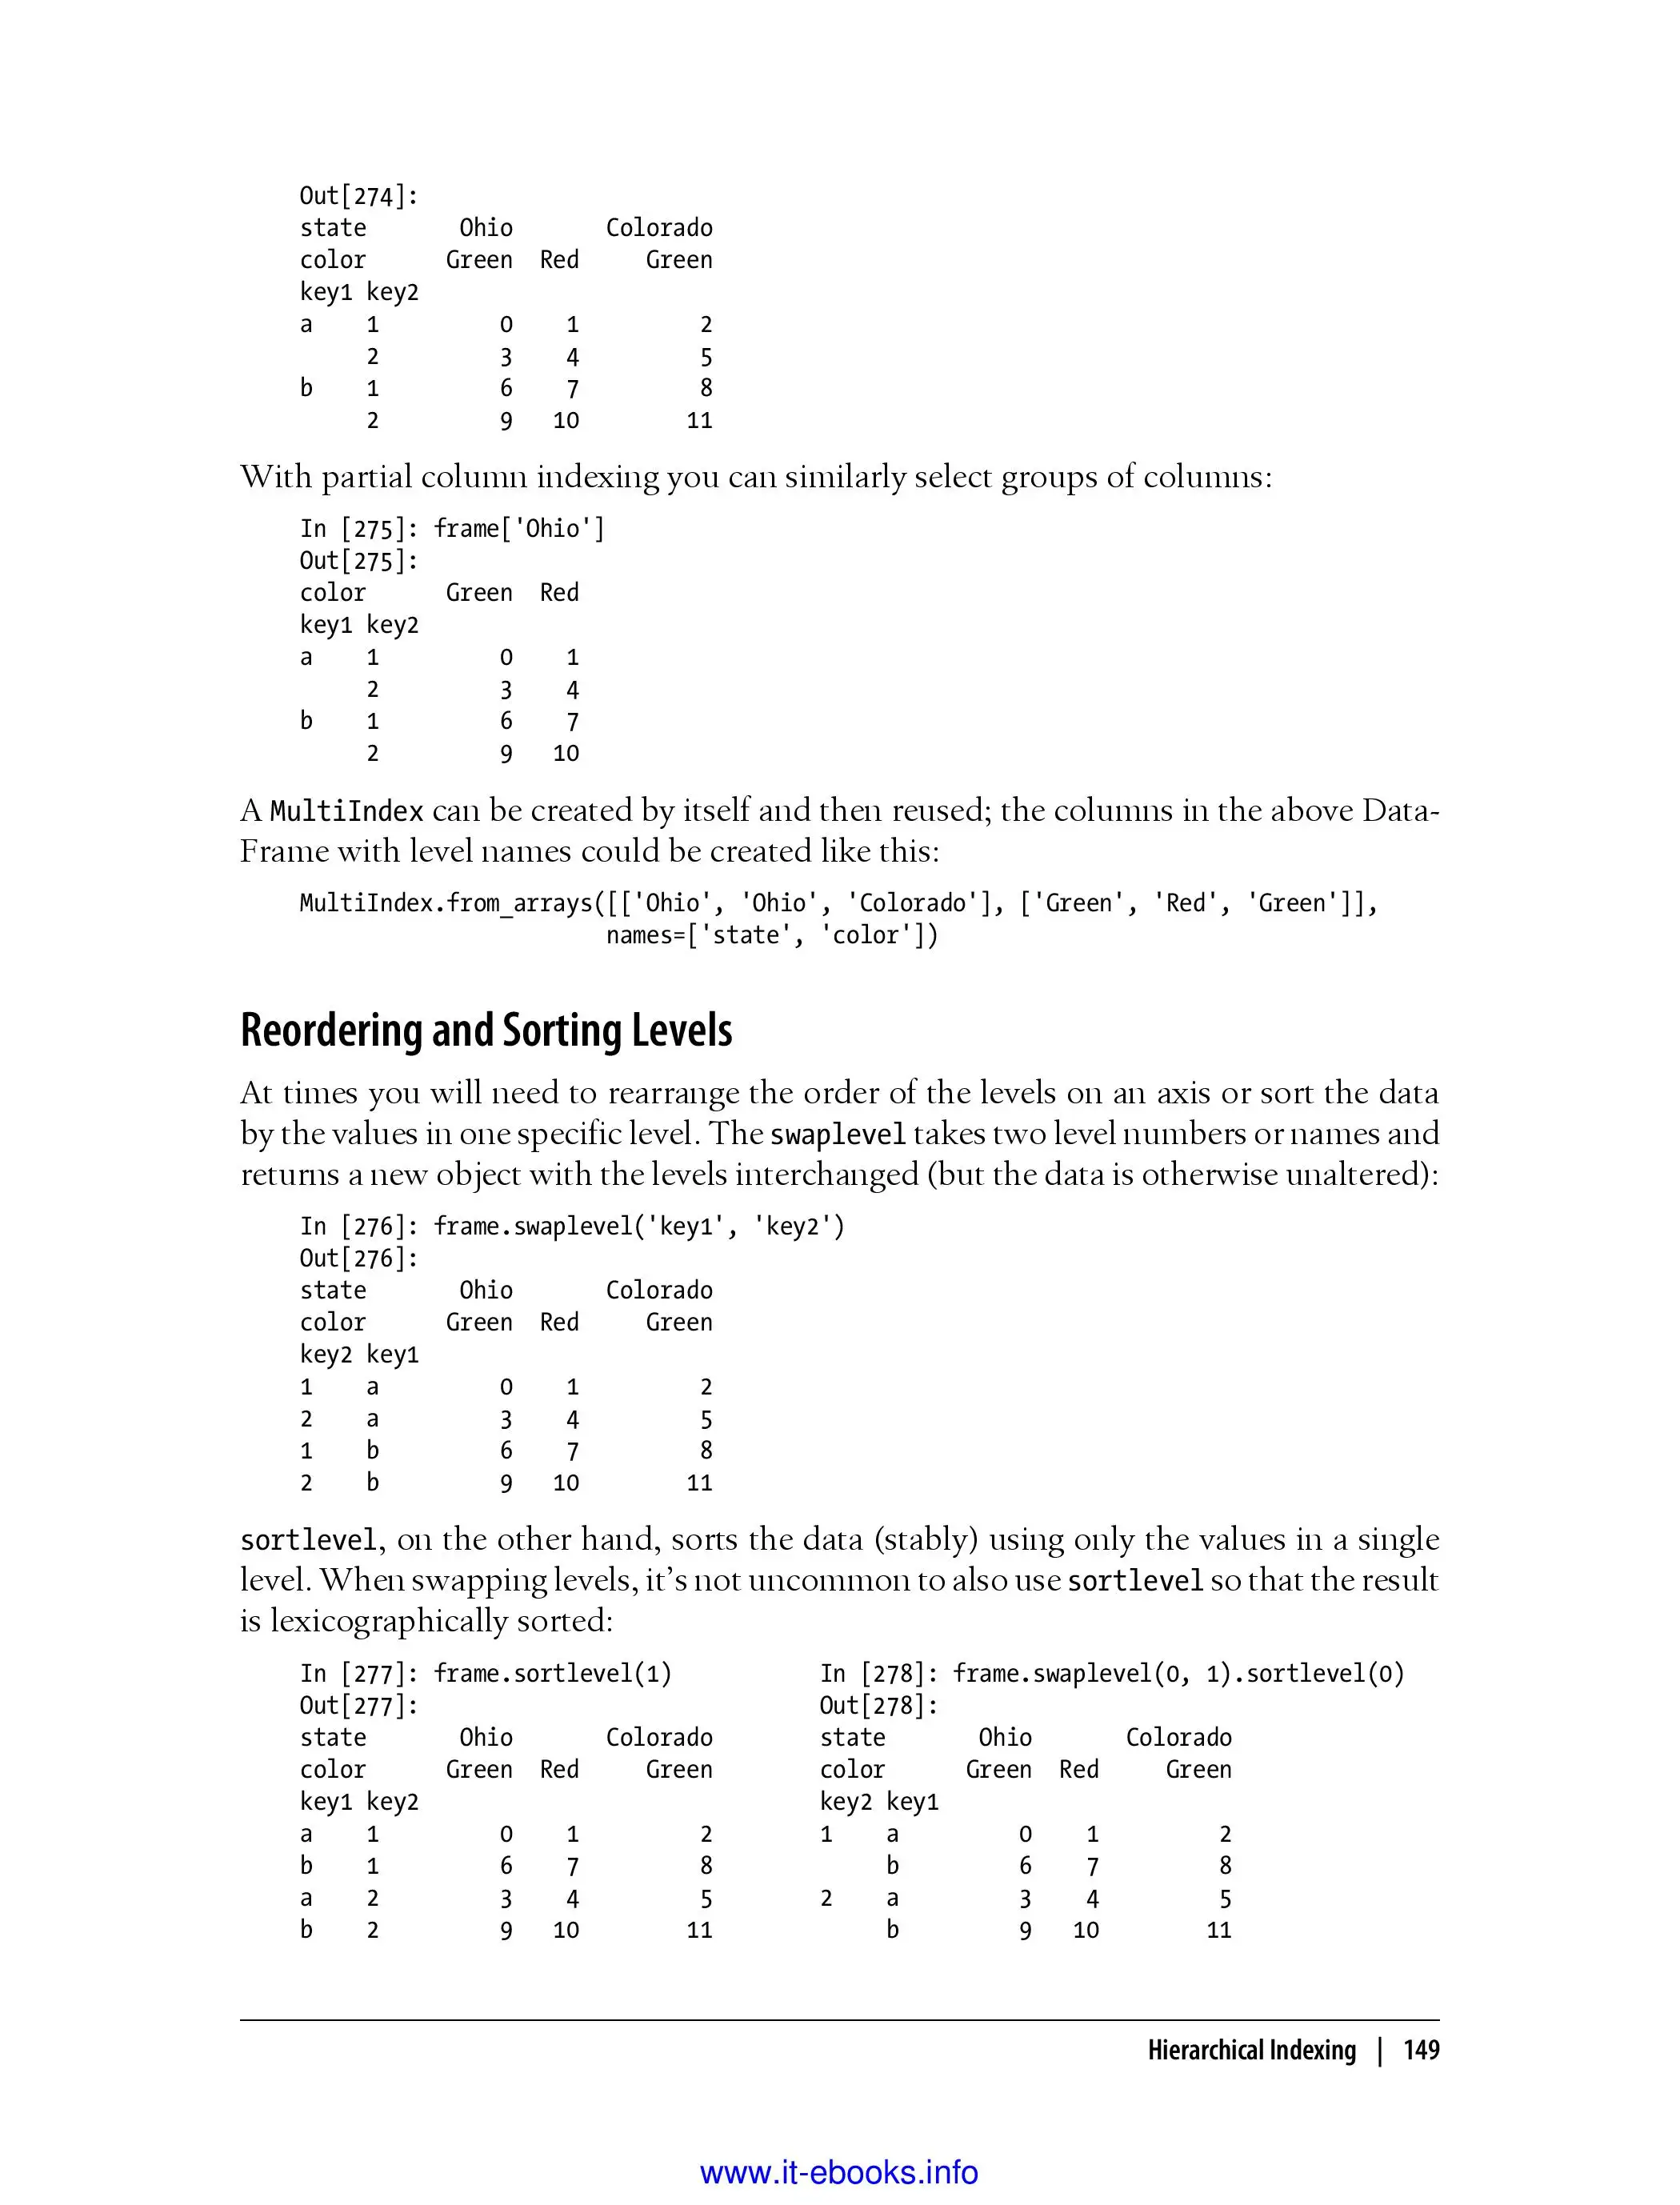 Out[274]:
state       Ohio       Colorado
color      Green  Red     Green
key1 key2
a    1         0    1         2
     2         3    4         5
b    1         6    7         8
     2         9   10        11
With partial column indexing you can similarly select groups of columns:
In [275]: frame['Ohio']
Out[275]:
color      Green  Red
key1 key2
a    1         0    1
     2         3    4
b    1         6    7
     2         9   10
A MultiIndex can be created by itself and then reused; the columns in the above Data-
Frame with level names could be created like this:
MultiIndex.from_arrays([['Ohio', 'Ohio', 'Colorado'], ['Green', 'Red', 'Green']],
                       names=['state', 'color'])
Reordering and Sorting Levels
At times you will need to rearrange the order of the levels on an axis or sort the data
by the values in one specific level. The swaplevel takes two level numbers or names and
returns a new object with the levels interchanged (but the data is otherwise unaltered):
In [276]: frame.swaplevel('key1', 'key2')
Out[276]:
state       Ohio       Colorado
color      Green  Red     Green
key2 key1
1    a         0    1         2
2    a         3    4         5
1    b         6    7         8
2    b         9   10        11
sortlevel, on the other hand, sorts the data (stably) using only the values in a single
level. When swapping levels, it's not uncommon to also use sortlevel so that the result
is lexicographically sorted:
In [277]: frame.sortlevel(1)           In [278]: frame.swaplevel(0, 1).sortlevel(0)
Out[277]:                              Out[278]:
state       Ohio       Colorado        state       Ohio       Colorado
color      Green  Red     Green        color      Green  Red     Green
key1 key2                              key2 key1
a    1         0    1         2        1    a         0    1         2
b    1         6    7         8             b         6    7         8
a    2         3    4         5        2    a         3    4         5
b    2         9   10        11             b         9   10        11
Hierarchical Indexing | 149
www.it-ebooks.info